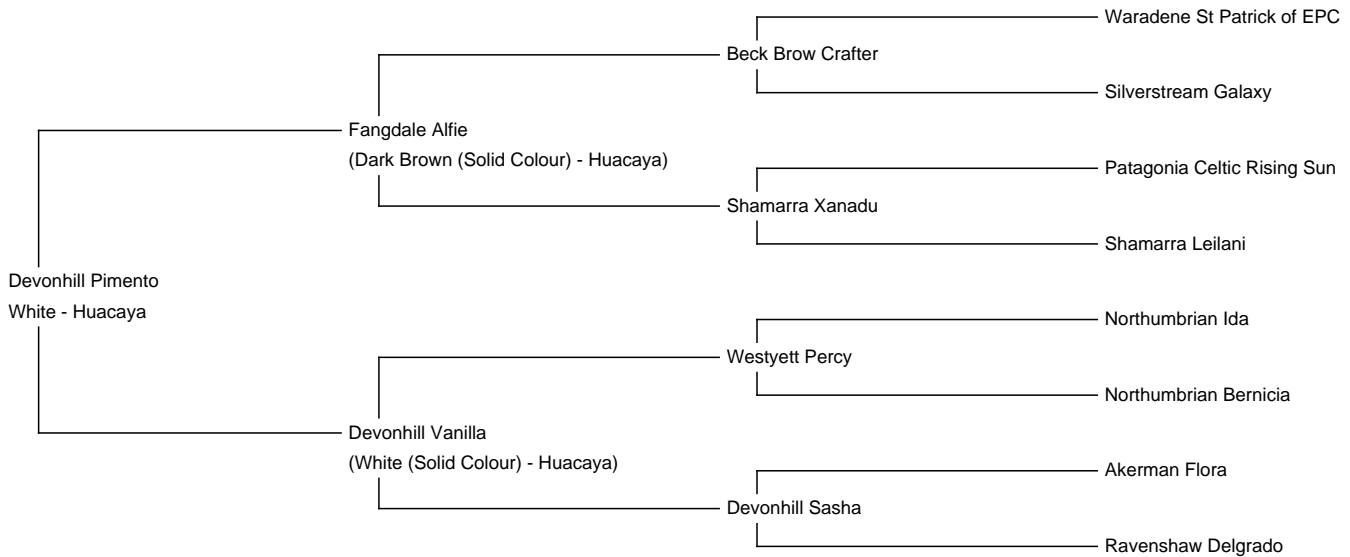 Waradene St Patrick of EPC
Beck Brow Crafter
Silverstream Galaxy
Fangdale Alfie
(Dark Brown (Solid Colour) - Huacaya)
Patagonia Celtic Rising Sun
Shamarra Xanadu
Shamarra Leilani
Devonhill Pimento
White - Huacaya
Northumbrian Ida
Westyett Percy
Northumbrian Bernicia
Devonhill Vanilla
(White (Solid Colour) - Huacaya)
Akerman Flora
Devonhill Sasha
Ravenshaw Delgrado